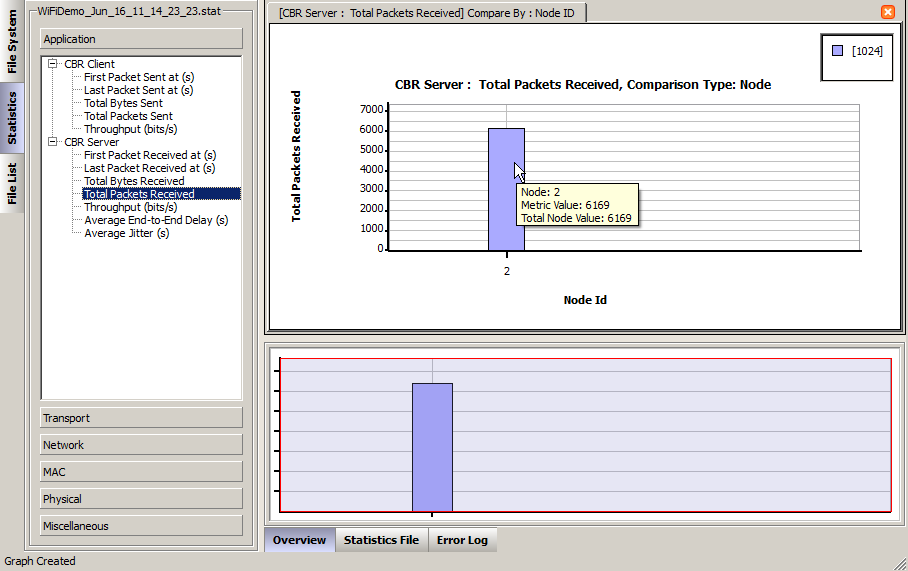 File System
Statistics
File List
WiFiDemo_Jun_16_11_14_23_23.stat
Application
CBR Client
First Packet Sent at (s)
Last Packet Sent at (s)
Total Bytes Sent
Total Packets Sent
Throughput (bits/s)
CBR Server
First Packet Received at (s)
Last Packet Received at (s)
Total Bytes Received
Total Packets Received
Throughput (bits/s)
Average End-to-End Delay (s)
Average Jitter (s)
Transport
Network
MAC
Physical
Miscellaneous
[CBR Server : Total Packets Received] Compare By : Node ID
[1024]
CBR Server : Total Packets Received, Comparison Type: Node
Total Packets Received
7000
6000
5000
4000
3000
2000
1000
0
Node: 2
Metric Value: 6169
Total Node Value: 6169
2
Node Id
Overview
Statistics File
Error Log
Graph Created